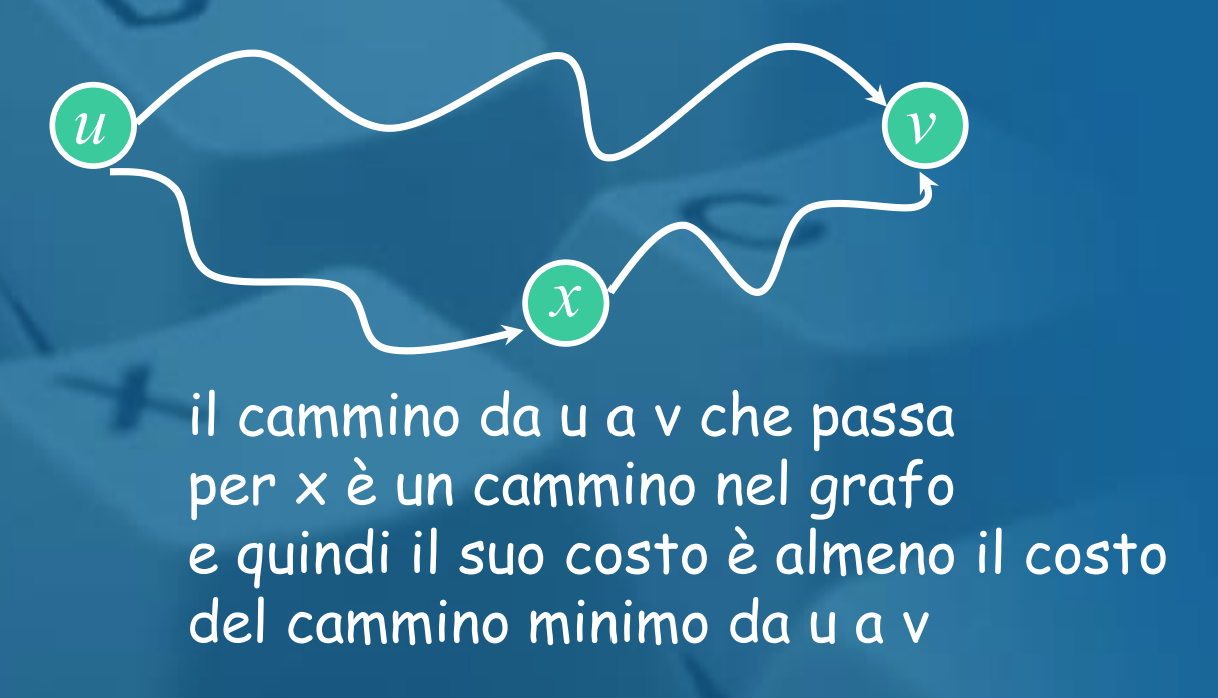 u
v
x
il cammino da u a v che passa
per x è un cammino nel grafo
e quindi il suo costo è almeno il costo
del cammino minimo da u a v